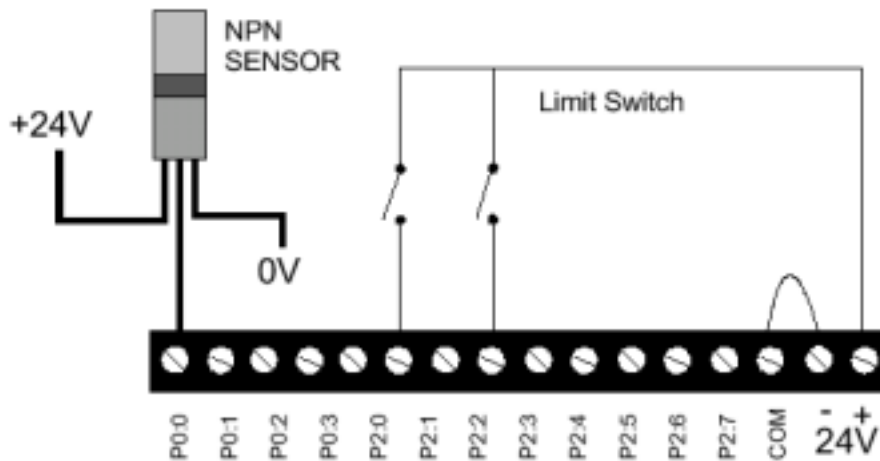 NPN
SENSOR
Limit Switch
+24V
0V
P0:0
P0:1
P0:2
P0:3
P2:0
P2:1
P2:2
P2:3
P2:4
P2:5
P2:6
P2:7
COM
- +
24V